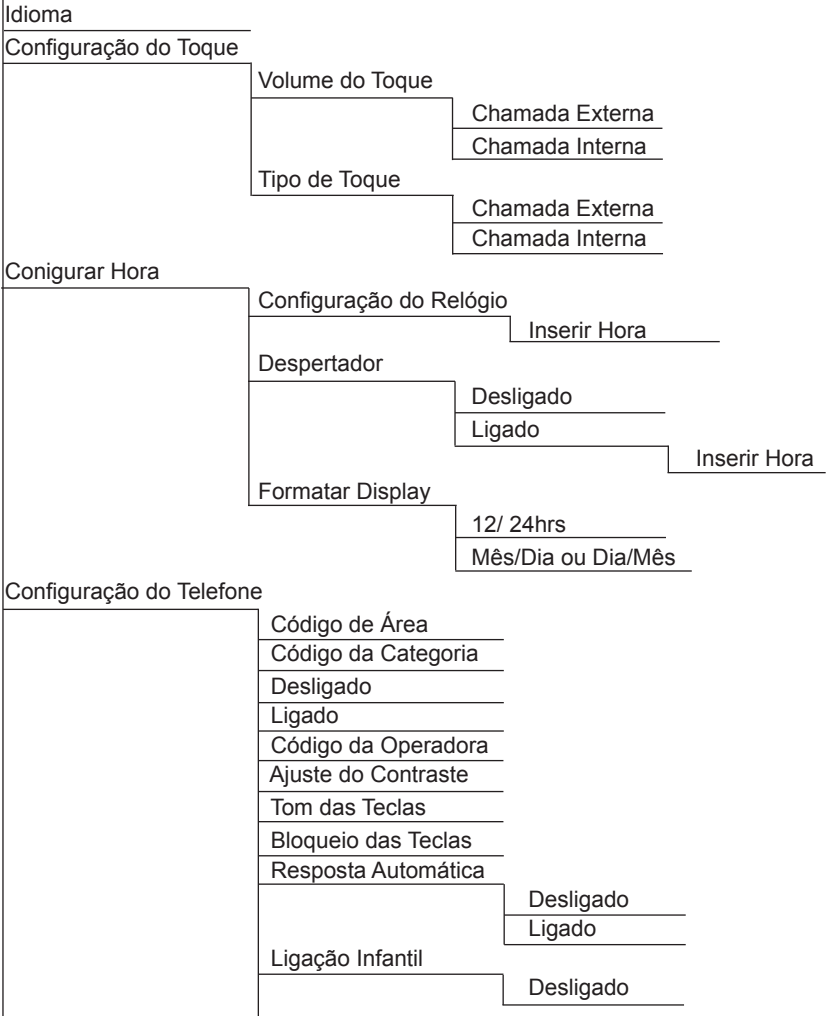 Idioma
Configuração do Toque
Volume do Toque
Chamada Externa
Chamada Interna
Tipo de Toque
Chamada Externa
Chamada Interna
Conigurar Hora
Configuração do Relógio
Inserir Hora
Despertador
Desligado
Ligado
Inserir Hora
Formatar Display
12/ 24hrs
Mês/Dia ou Dia/Mês
Configuração do Telefone
Código de Área
Código da Categoria
Desligado
Ligado
Código da Operadora
Ajuste do Contraste
Tom das Teclas
Bloqueio das Teclas
Resposta Automática
Desligado
Ligado
Ligação Infantil
Desligado